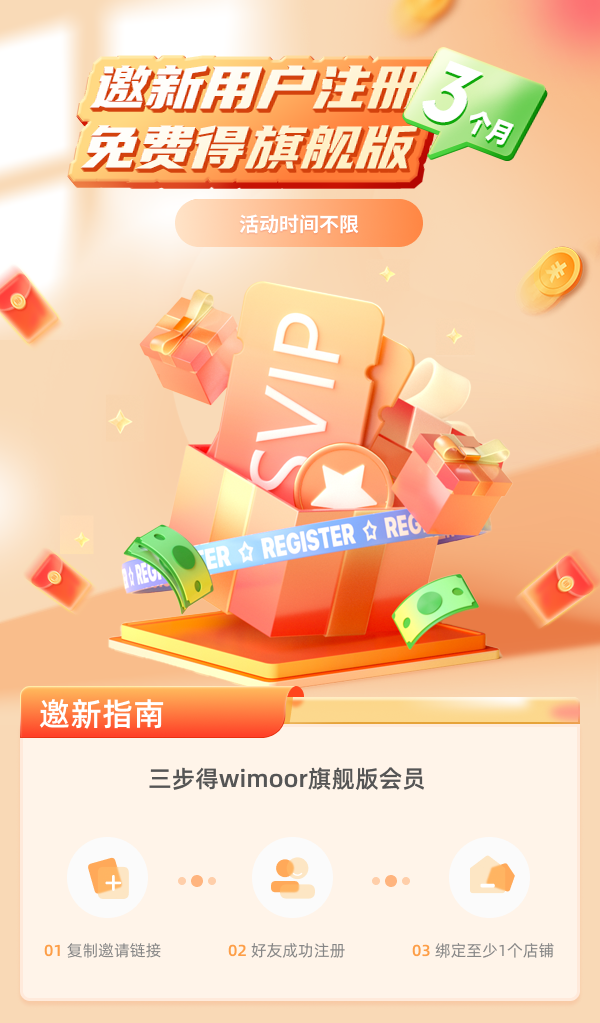 邀新用户注册
3个月
免费得旗舰版
活动时间不限
SVIP
REGISTER REG
邀新指南
三步得wimoor旗舰版会员
01 复制邀请链接
02 好友成功注册
03 绑定至少1个店铺